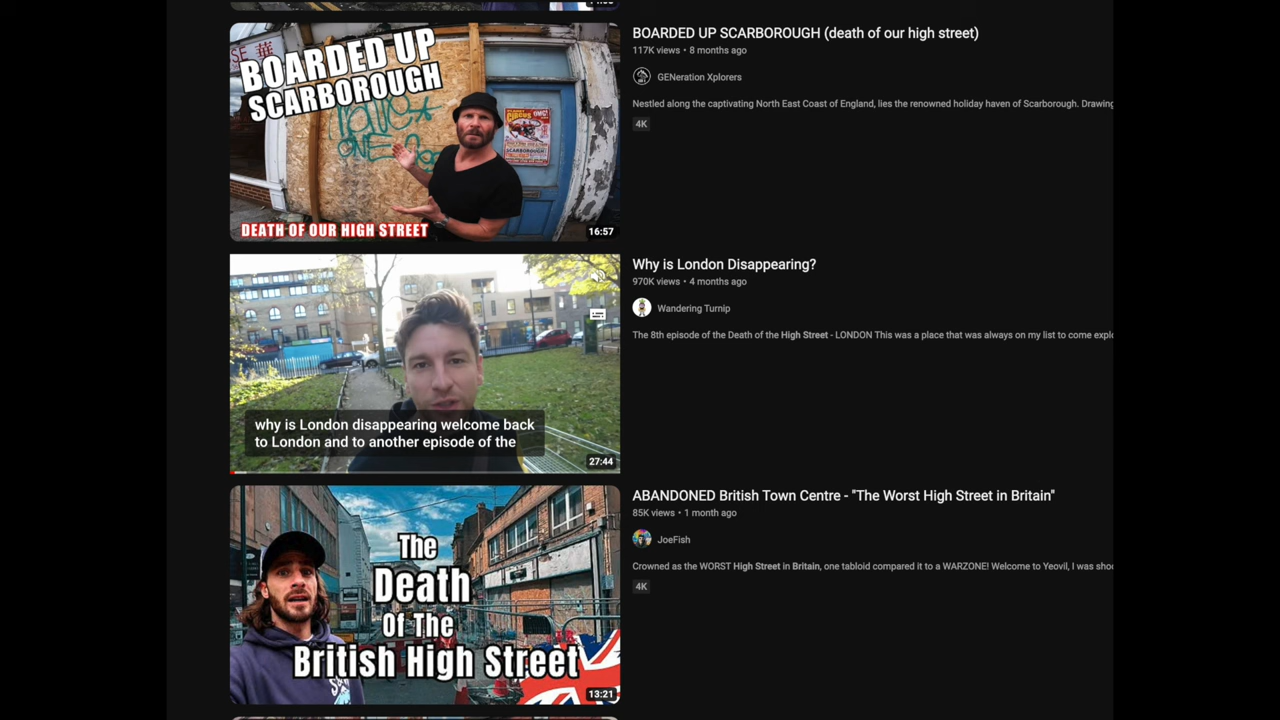 BOARDED UP
SCARBOROUGH
DEATH OF OUR HIGH STREET
16:57
BOARDED UP SCARBOROUGH (death of our high street)
117K views • 8 months ago
GENeration Xplorers
Nestled along the captivating North East Coast of England, lies the renowned holiday haven of Scarborough. Drawing
4K
why is London disappearing welcome back
to London and to another episode of the
27:44
Why is London Disappearing?
970K views • 4 months ago
Wandering Turnip
The 8th episode of the Death of the High Street - LONDON This was a place that was always on my list to come expl
The
Death
Of The
British High Street
13:21
ABANDONED British Town Centre - "The Worst High Street in Britain"
85K views • 1 month ago
JoeFish
Crowned as the WORST High Street in Britain, one tabloid compared it to a WARZONE! Welcome to Yeovil, I was shoc
4K